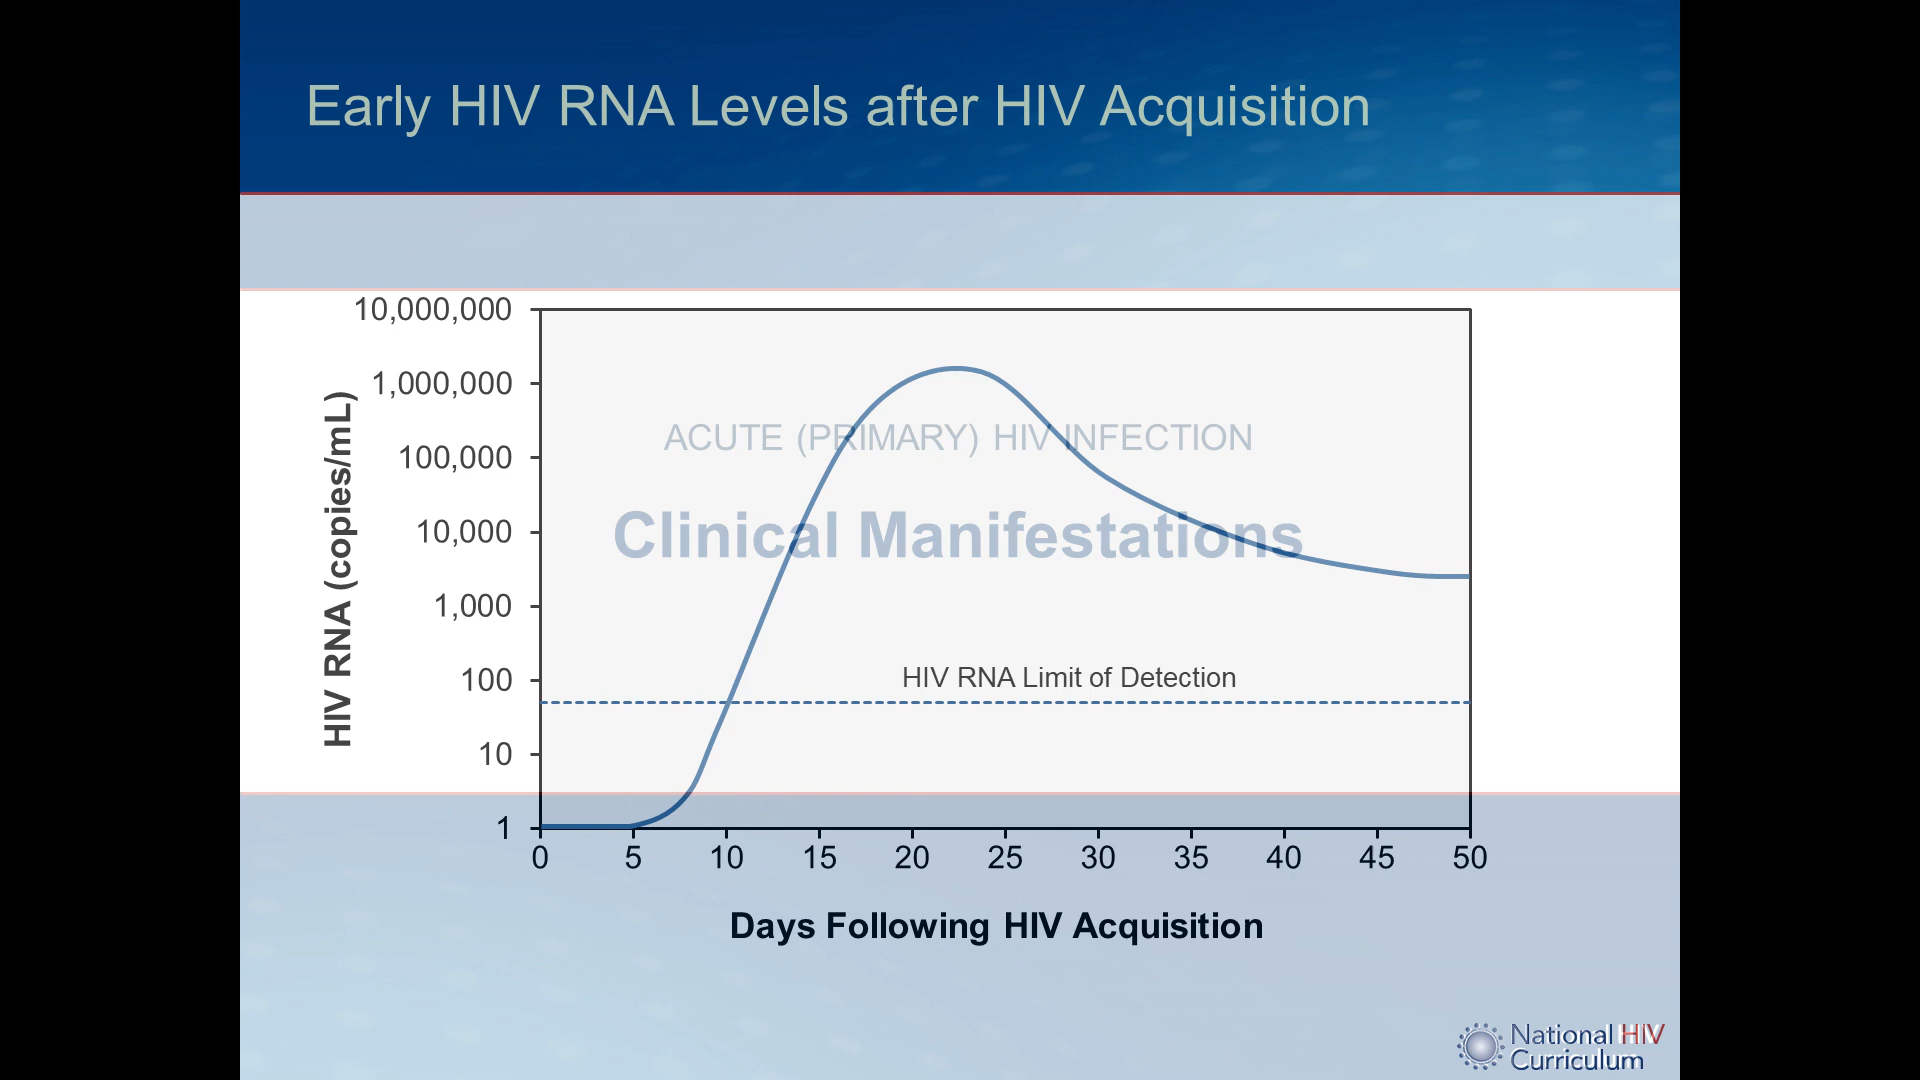 Early HIV RNA Levels after HIV Acquisition
10,000,000
1,000,000
100,000
10,000
1,000
100
10
1
HIV RNA (copies/mL)
ACUTE (PRIMARY) HIV INFECTION
Clinical Manifestations
HIV RNA Limit of Detection
0 5 10 15 20 25 30 35 40 45 50
Days Following HIV Acquisition
National HIV
Curriculum